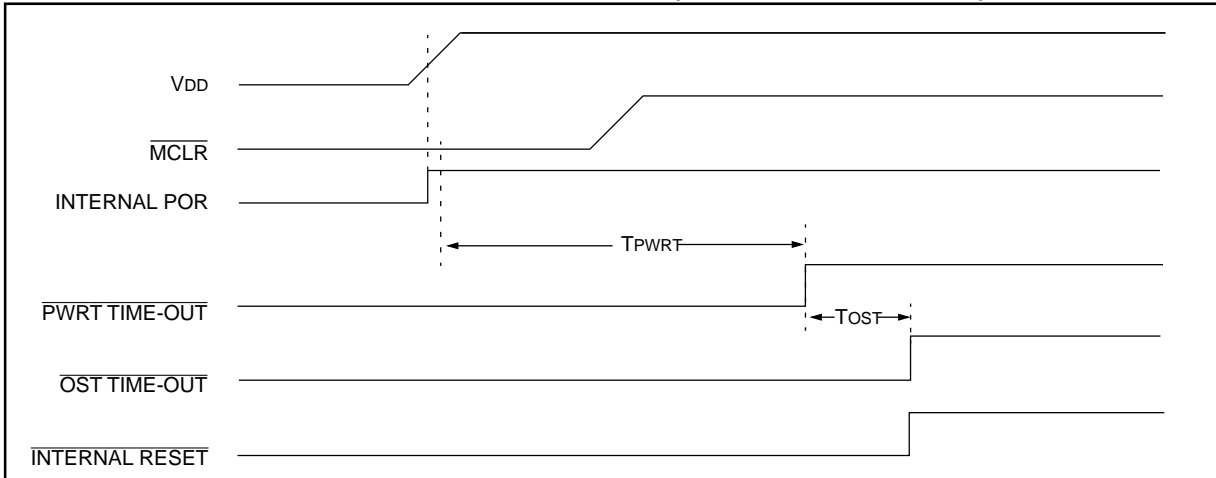 VDD
MCLR
INTERNAL POR
TPWRT
PWRT TIME-OUT
TOST
OST TIME-OUT
INTERNAL RESET